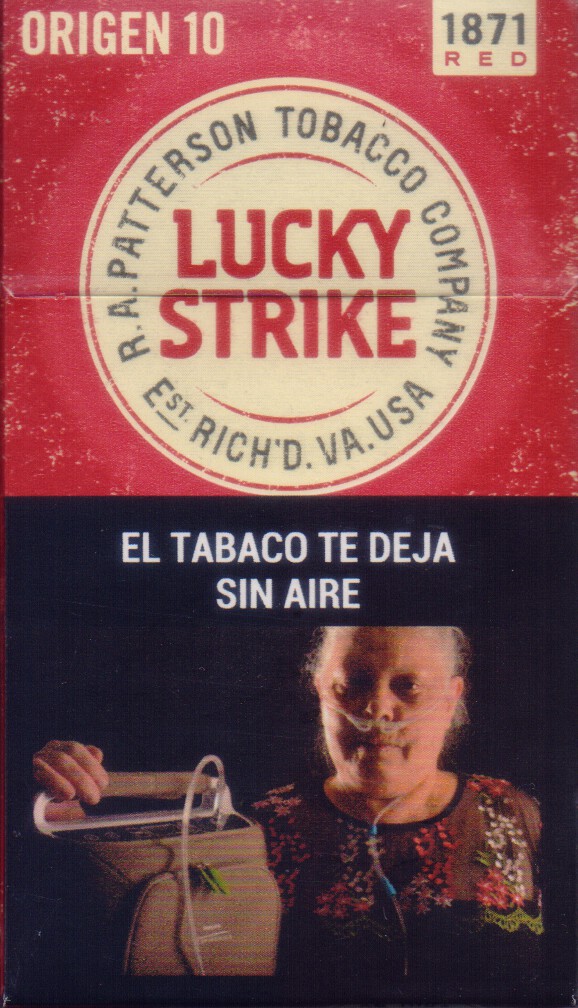 ORIGEN 10
1871
RED
R.A.PATTERSON TOBACCO COMPANY
LUCKY
STRIKE
EST. RICH'D. VA. USA
EL TABACO TE DEJA
SIN AIRE